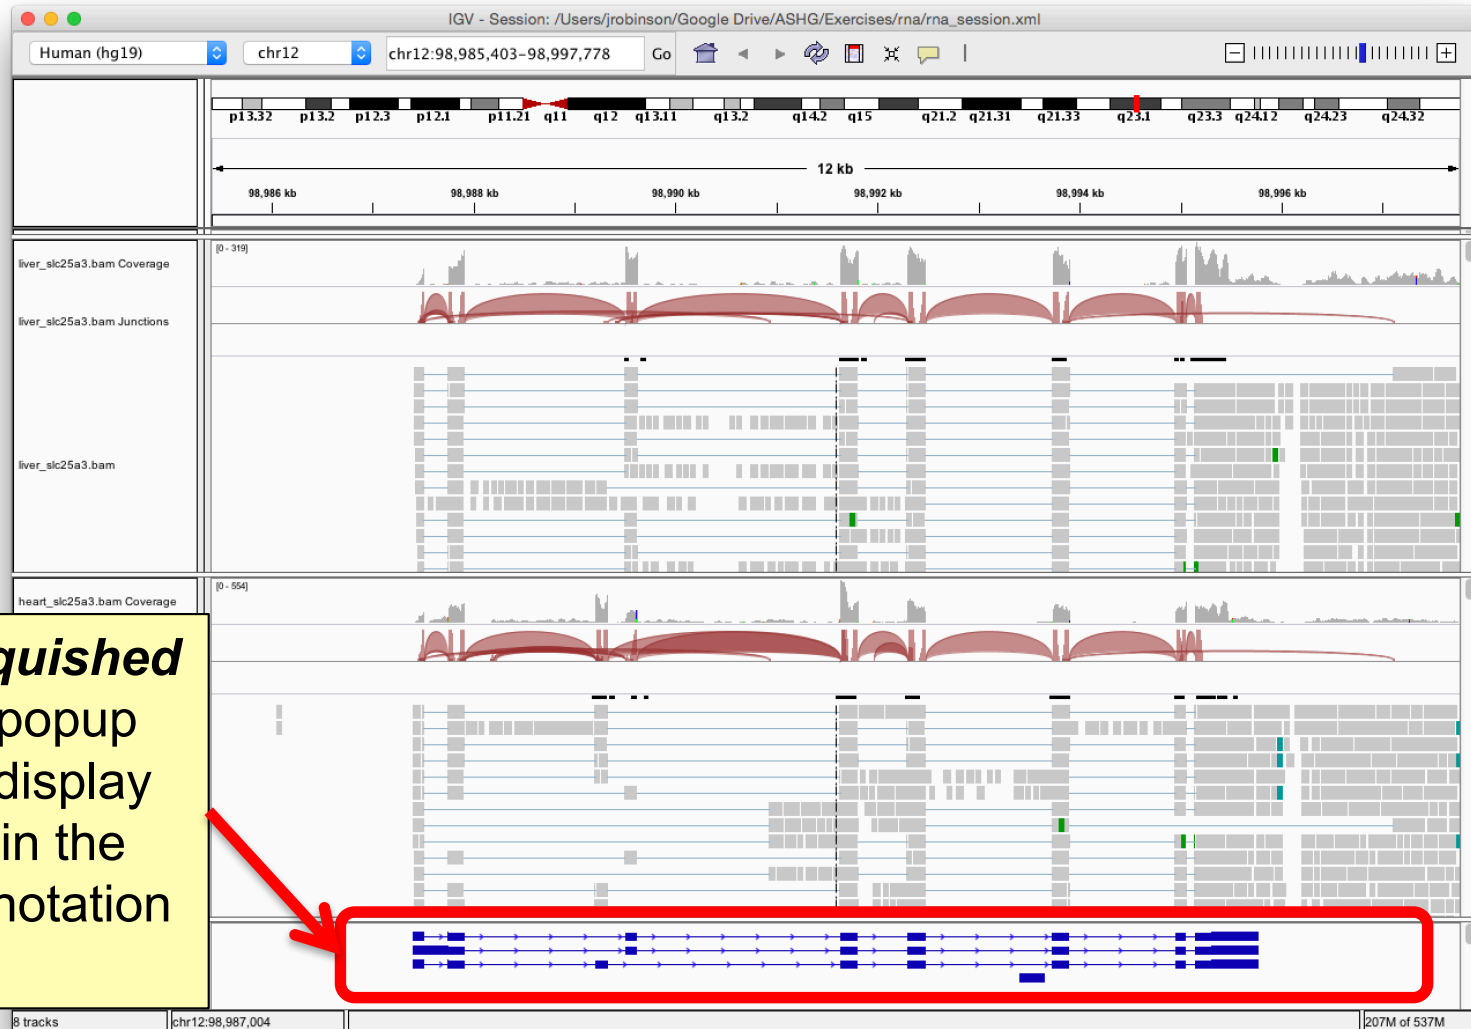 IGV - Session: /Users/jrobinson/Google Drive/ASHG/Exercises/rna/rna_session.xml
Human (hg19) chr12 chr12:98,985,403-98,997,778 Go
p13.32 p13.2 p12.3 p12.1 p11.21 q11 q12 q13.11 q13.2 q14.2 q15 q21.2 q21.31 q21.33 q23.1 q23.3 q24.12 q24.23 q24.32
12 kb
98,986 kb 98,988 kb 98,990 kb 98,992 kb 98,994 kb 98,996 kb
[0 - 319]
liver_slc25a3.bam Coverage
liver_slc25a3.bam Junctions
liver_slc25a3.bam
[0 - 554]
heart_slc25a3.bam Coverage
quished
popup
display
in the
notation
8 tracks chr12:98,987,004 207M of 537M